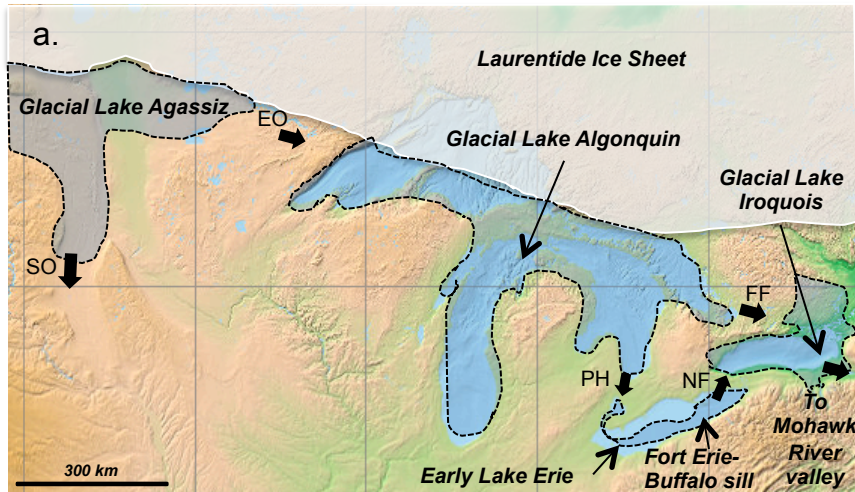 a.
Laurentide Ice Sheet
Glacial Lake Agassiz
EO
Glacial Lake Algonquin
Glacial Lake
Iroquois
SO
FF
PH
NF
To
Mohawk
River
valley
Fort Erie-
Buffalo sill
Early Lake Erie
300 km